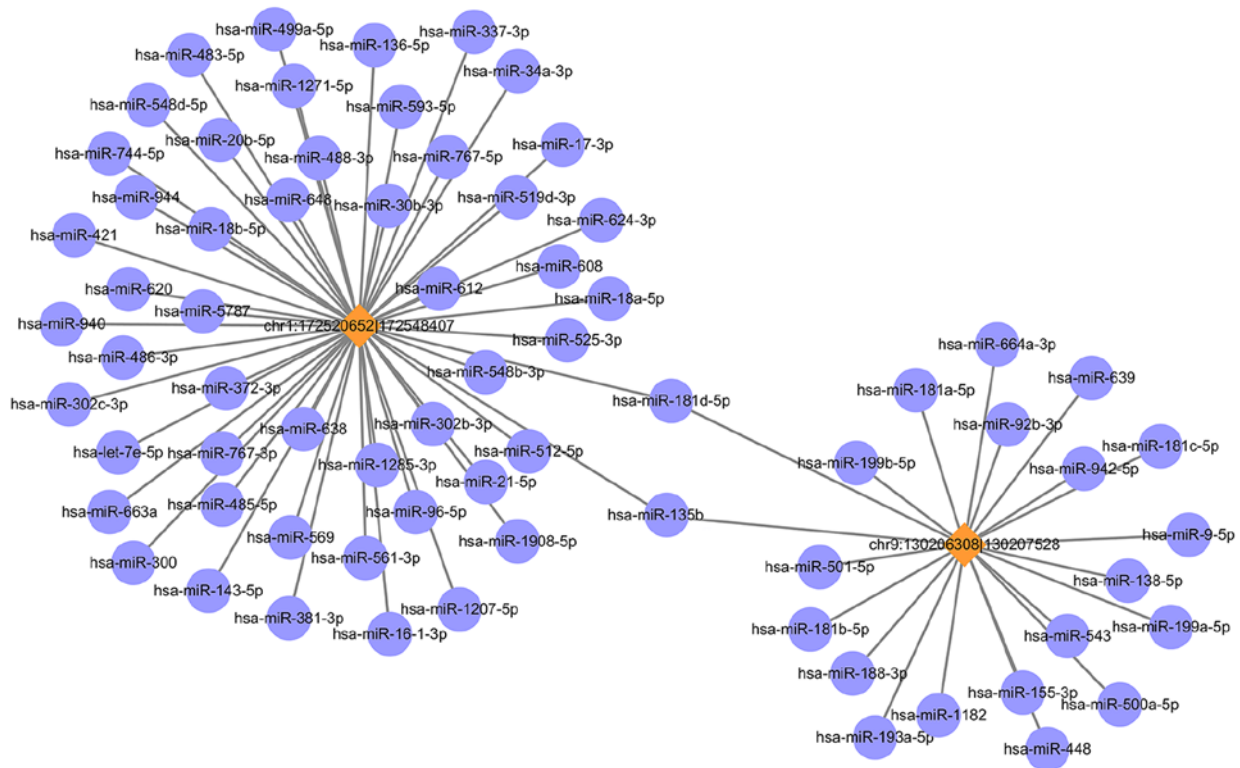 hsa-miR-499a-5p
hsa-miR-337-3p
hsa-miR-136-5p
hsa-miR-483-5p
hsa-miR-34a-3p
hsa-miR-1271-5p
hsa-miR-548d-5p
hsa-miR-593-5p
hsa-miR-20b-5p
hsa-miR-17-3p
hsa-miR-744-5p
hsa-miR-488-3p
hsa-miR-767-5p
hsa-miR-944
hsa-miR-648
hsa-miR-30b-3p
hsa-miR-519d-3p
hsa-miR-624-3p
hsa-miR-18b-5p
hsa-miR-421
hsa-miR-608
hsa-miR-620
hsa-miR-612
hsa-miR-18a-5p
hsa-miR-5787
hsa-miR-940
chr1:172520652|172548407
hsa-miR-525-3p
hsa-miR-486-3p
hsa-miR-548b-3p
hsa-miR-372-3p
hsa-miR-302c-3p
hsa-miR-181d-5p
hsa-miR-302b-3p
hsa-miR-638
hsa-let-7e-5p
hsa-miR-767-3p
hsa-miR-512-5p
hsa-miR-1285-3p
hsa-miR-21-5p
hsa-miR-485-5p
hsa-miR-663a
hsa-miR-96-5p
hsa-miR-135b
hsa-miR-569
hsa-miR-1908-5p
hsa-miR-300
hsa-miR-561-3p
hsa-miR-143-5p
hsa-miR-1207-5p
hsa-miR-381-3p
hsa-miR-16-1-3p
hsa-miR-664a-3p
hsa-miR-639
hsa-miR-181a-5p
hsa-miR-92b-3p
hsa-miR-181c-5p
hsa-miR-199b-5p
hsa-miR-942-5p
hsa-miR-9-5p
chr9:130206308|130207528
hsa-miR-501-5p
hsa-miR-138-5p
hsa-miR-181b-5p
hsa-miR-543
hsa-miR-199a-5p
hsa-miR-188-3p
hsa-miR-155-3p
hsa-miR-500a-5p
hsa-miR-1182
hsa-miR-193a-5p
hsa-miR-448